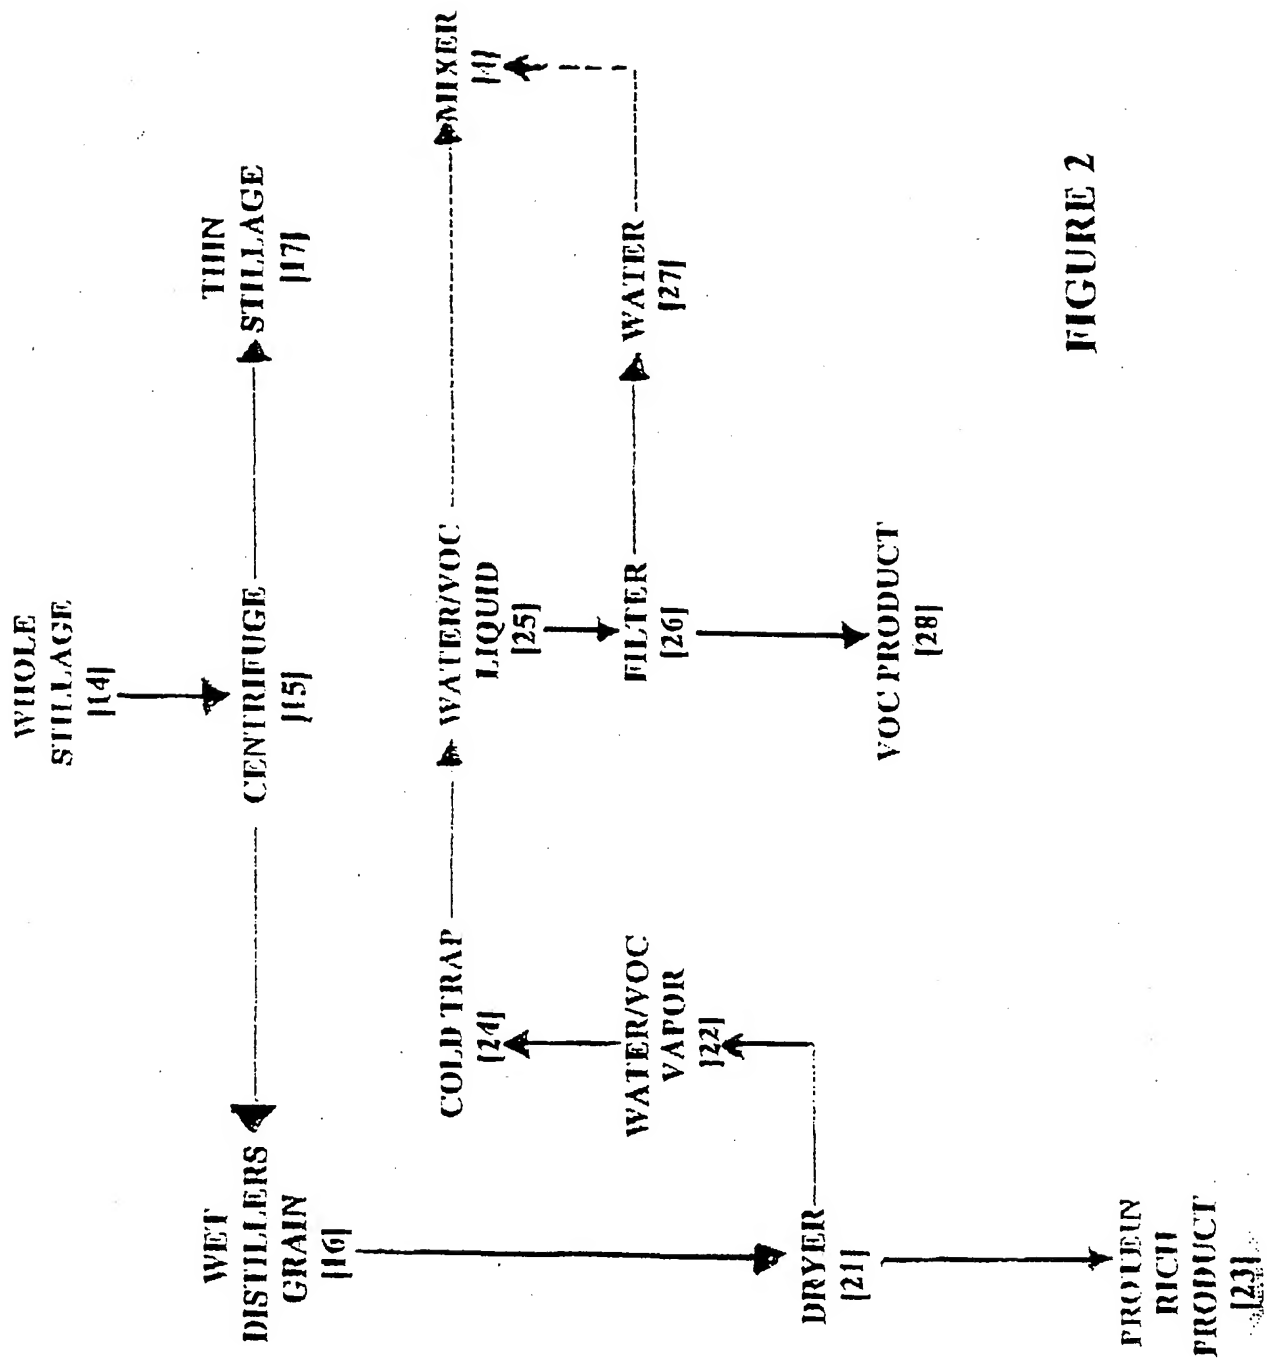 WHOLE
STILLAGE
[14]
WET
DISTILLERS
GRAIN
[16]
CENTRIFUGE
[15]
THIN
STILLAGE
[17]
COLD TRAP
[24]
WATER/VOC
LIQUID
[25]
MIXER
[4]
WATER/VOC
VAPOR
[22]
FILTER
[26]
WATER
[27]
DRYER
[21]
VOC PRODUCT
[28]
PROTEIN
RICH
PRODUCT
[23]
FIGURE 2